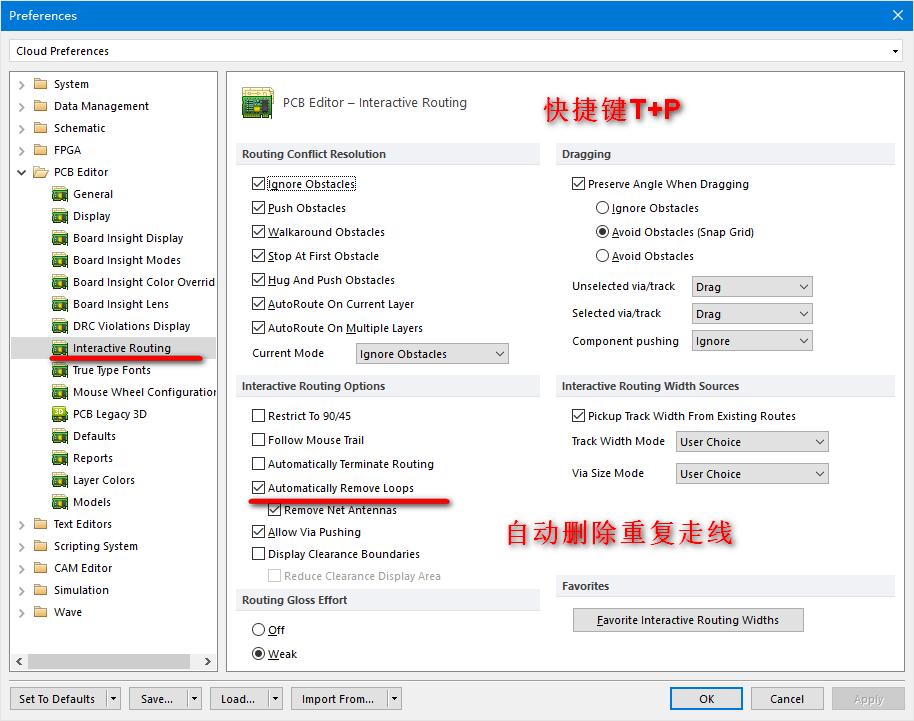 Preferences
Cloud Preferences
System
Data Management
Schematic
FPGA
PCB Editor
General
Display
Board Insight Display
Board Insight Modes
Board Insight Color Overrid
Board Insight Lens
DRC Violations Display
Interactive Routing
True Type Fonts
Mouse Wheel Configuration
PCB Legacy 3D
Defaults
Reports
Layer Colors
Models
Text Editors
Scripting System
CAM Editor
Simulation
Wave
PCB Editor – Interactive Routing
快捷键T+P
Routing Conflict Resolution
Ignore Obstacles
Push Obstacles
Walkaround Obstacles
Stop At First Obstacle
Hug And Push Obstacles
AutoRoute On Current Layer
AutoRoute On Multiple Layers
Current Mode Ignore Obstacles
Interactive Routing Options
Restrict To 90/45
Follow Mouse Trail
Automatically Terminate Routing
Automatically Remove Loops
Remove Net Antennas
Allow Via Pushing
Display Clearance Boundaries
Reduce Clearance Display Area
Routing Gloss Effort
Off
Weak
Dragging
Preserve Angle When Dragging
Ignore Obstacles
Avoid Obstacles (Snap Grid)
Avoid Obstacles
Unselected via/track Drag
Selected via/track Drag
Component pushing Ignore
Interactive Routing Width Sources
Pickup Track Width From Existing Routes
Track Width Mode User Choice
Via Size Mode User Choice
自动删除重复走线
Favorites
Favorite Interactive Routing Widths
Set To Defaults Save... Load... Import From... OK Cancel Apply